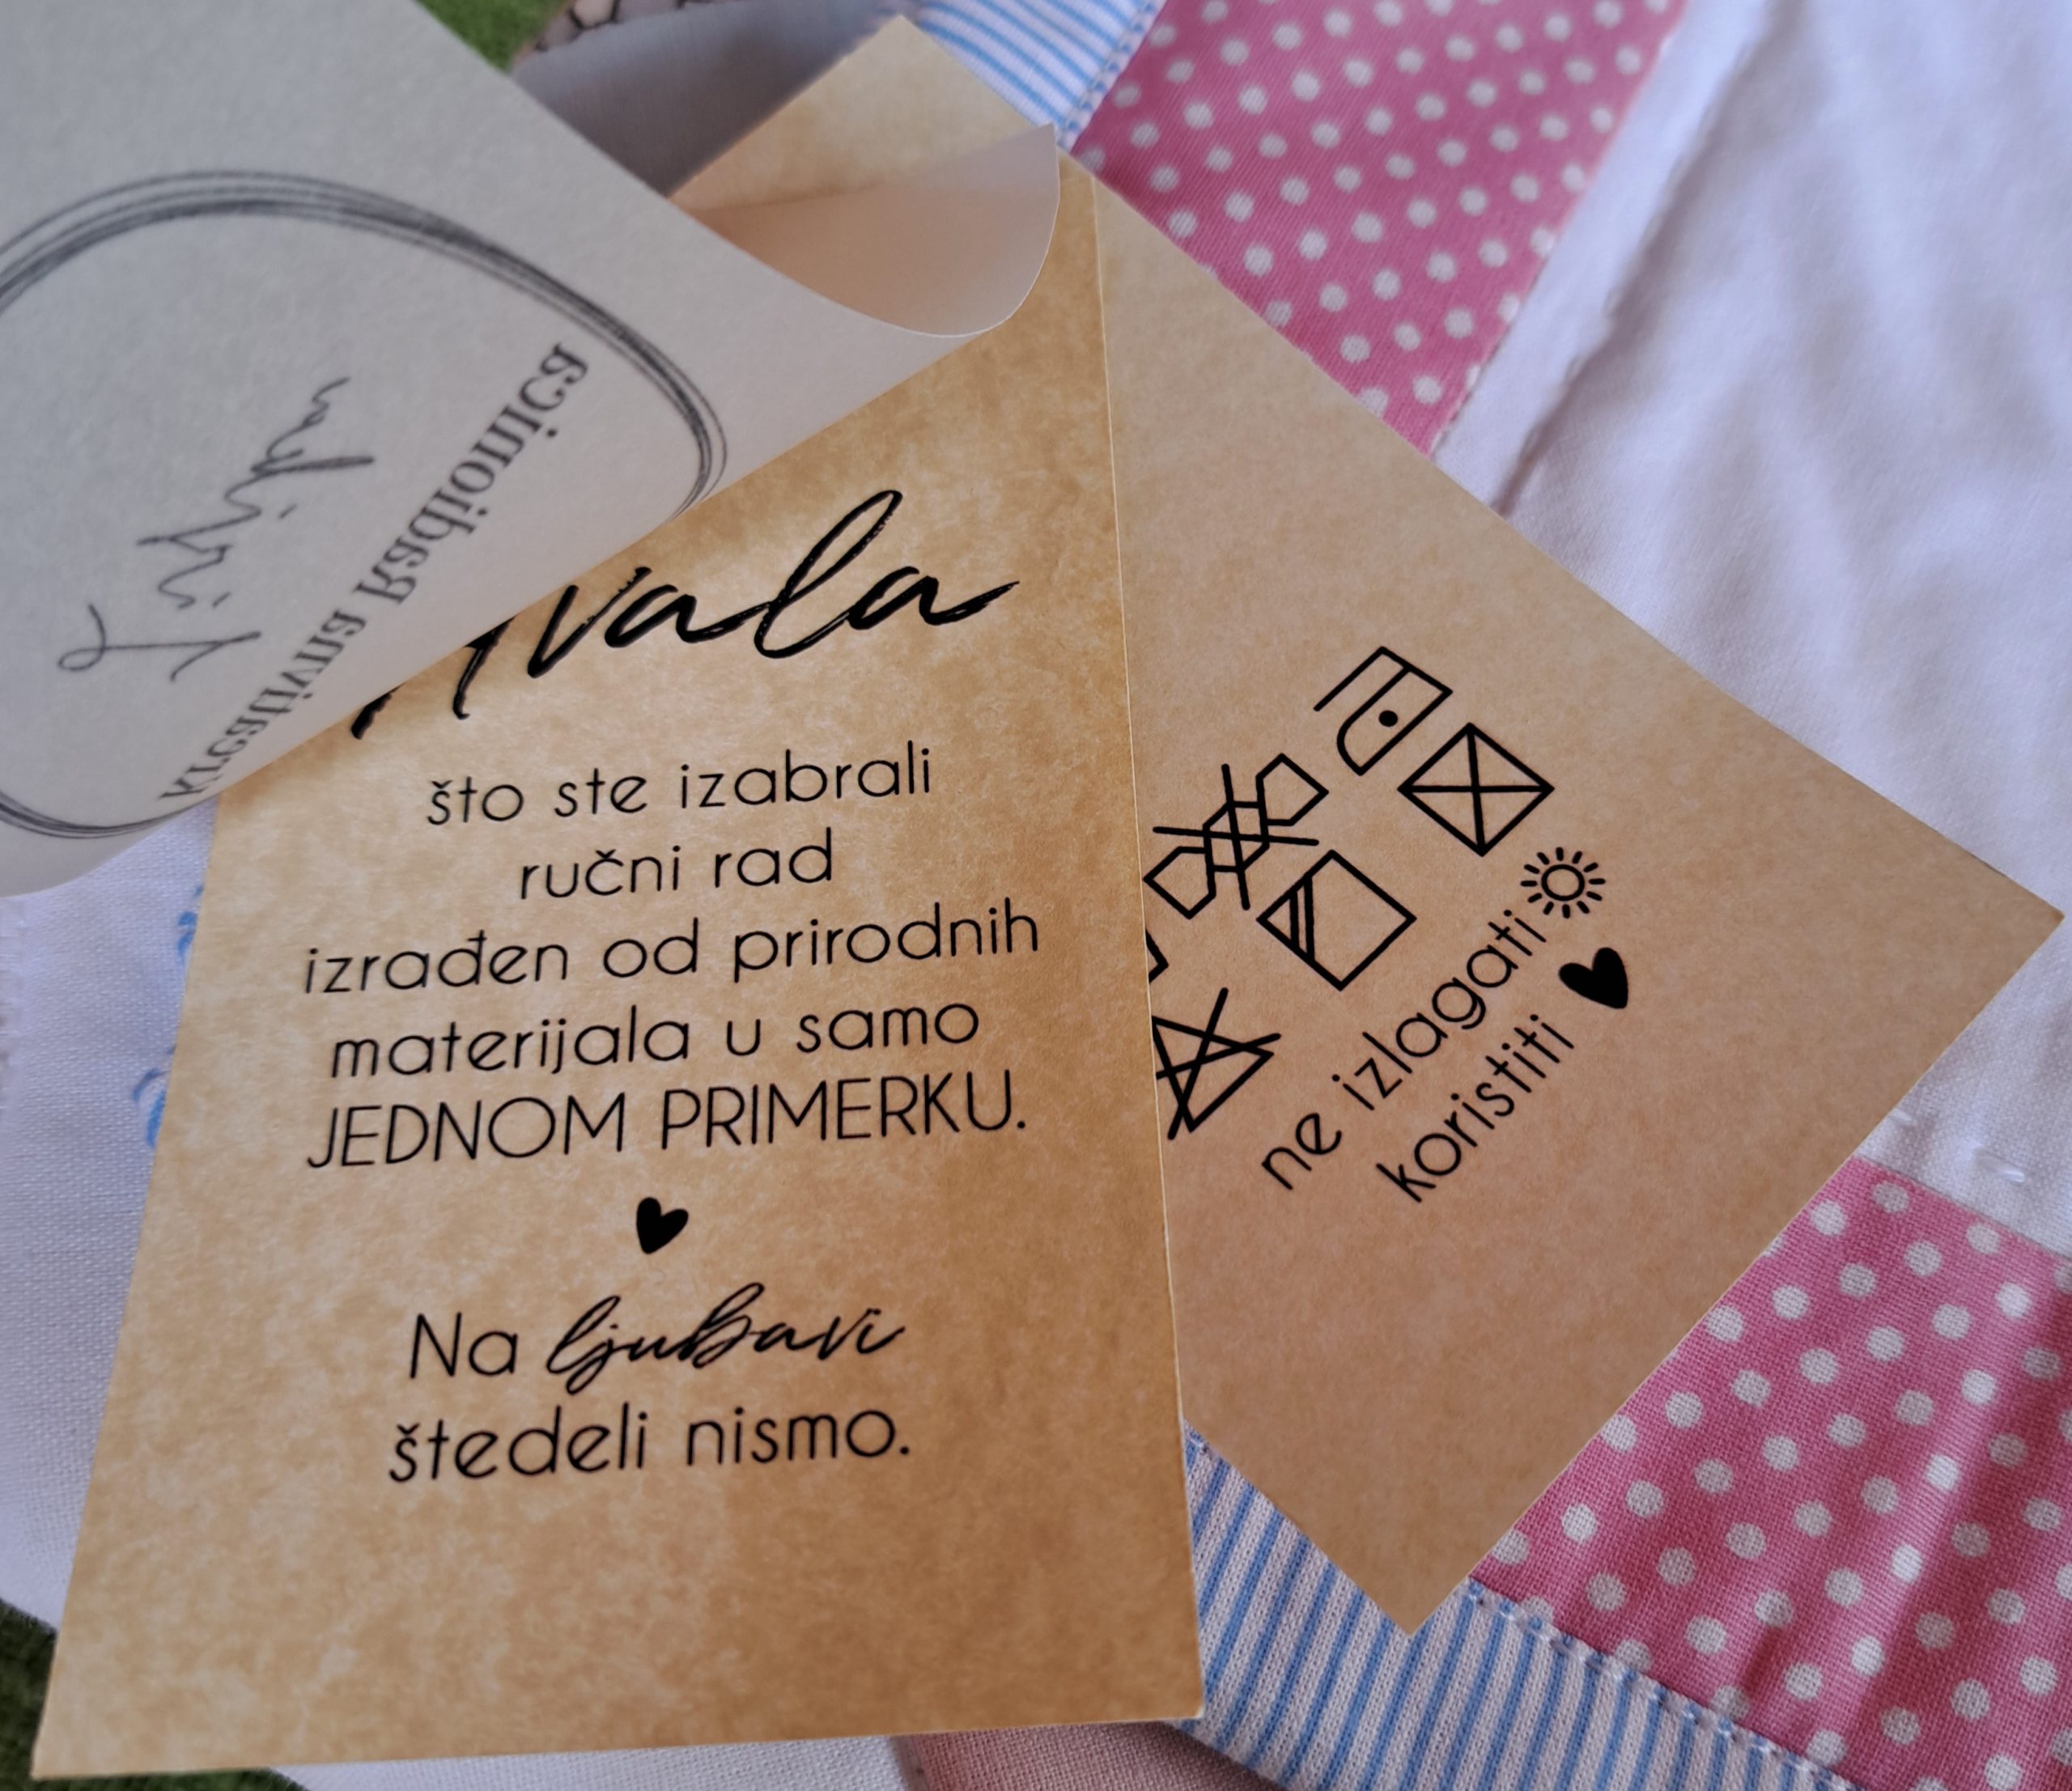 Kreativna Radionica
Hvala
što ste izabrali
ručni rad
izrađen od prirodnih
materijala u samo
JEDNOM PRIMERKU.
Na ljubavi
štedeli nismo.
ne izlagati
koristiti